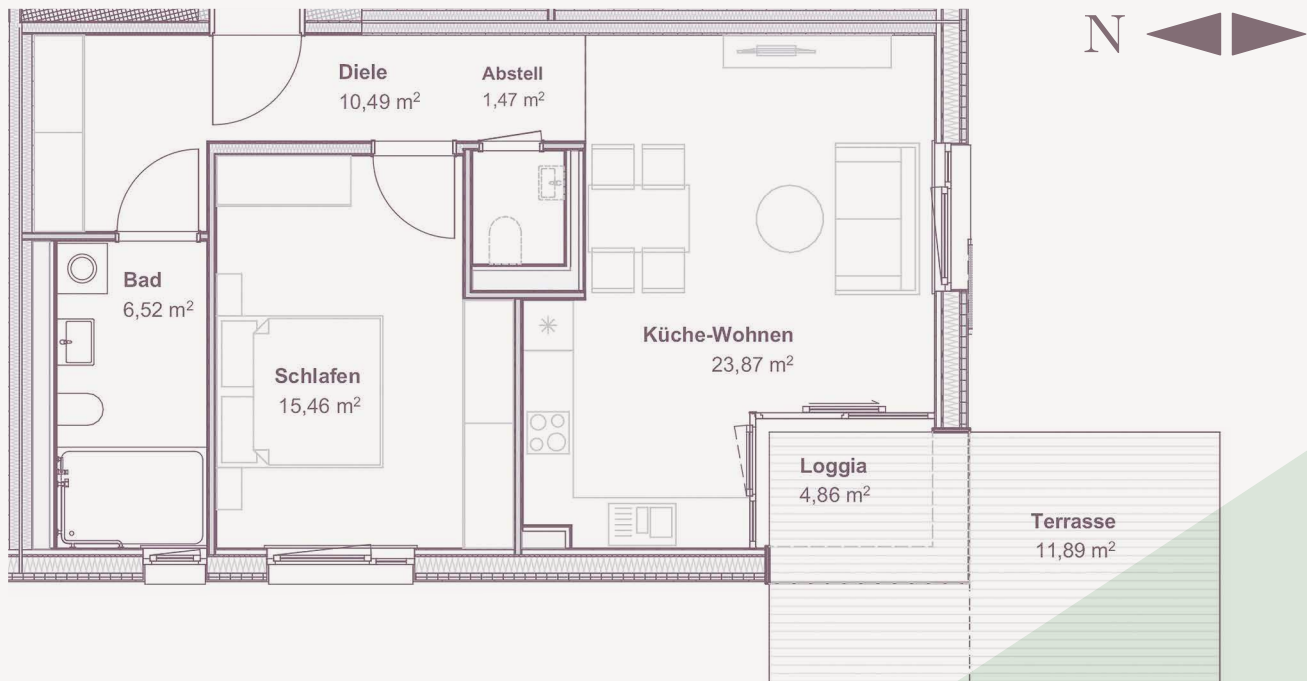 N
Diele
10,49 m²
Abstell
1,47 m²
Bad
6,52 m²
Schlafen
15,46 m²
Küche-Wohnen
23,87 m²
Loggia
4,86 m²
Terrasse
11,89 m²